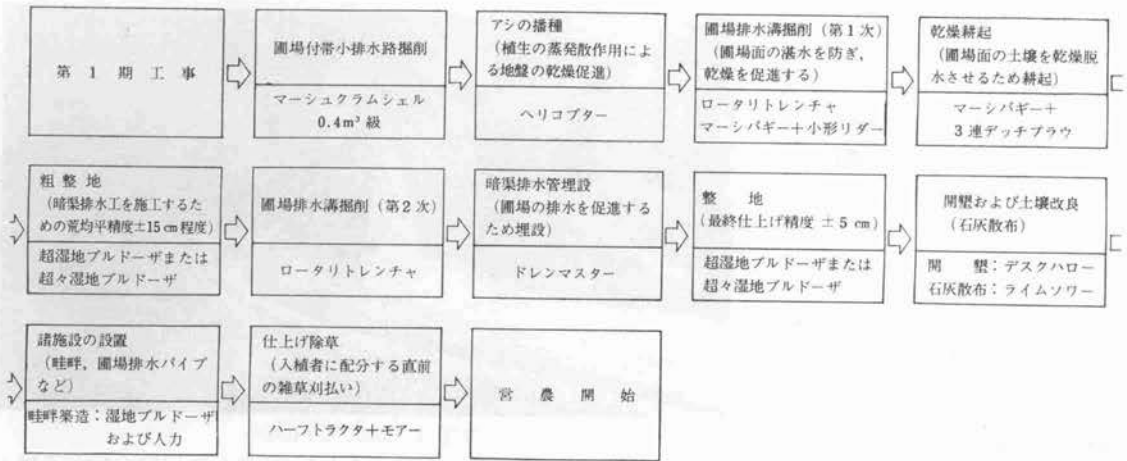 第1期工事
圃場付帯小排水路掘削
マーシュクラムシェル
0.4m³級
アシの播種
(植生の蒸発散作用によ
る地盤の乾燥促進)
ヘリコプター
圃場排水溝掘削(第1次)
(圃場面の湛水を防ぎ,
乾燥を促進する)
ロータリトレンチャ
マーシバギー+小形リダー
乾燥耕起
(圃場面の土壌を乾燥脱
水させるため耕起)
マーシバギー+
3連デッチプラウ
粗整地
(暗渠排水工を施工するた
めの荒均平精度±15cm程度)
超湿地ブルドーザまたは
超々湿地ブルドーザ
圃場排水溝掘削(第2次)
ロータリトレンチャ
暗渠排水管埋設
(圃場の排水を促進する
ため埋設)
ドレンマスター
整地
(最終仕上げ精度 ±5cm)
超湿地ブルドーザまたは
超々湿地ブルドーザ
開墾および土壌改良
(石灰散布)
開墾:デスクハロー
石灰散布:ライムソワー
諸施設の設置
(畦畔,圃場排水パイプ
など)
畦畔築造:湿地ブルドーザ
および人力
仕上げ除草
(入植者に配分する直前
の雑草刈払い)
ハーフトラクタ+モアー
営農開始